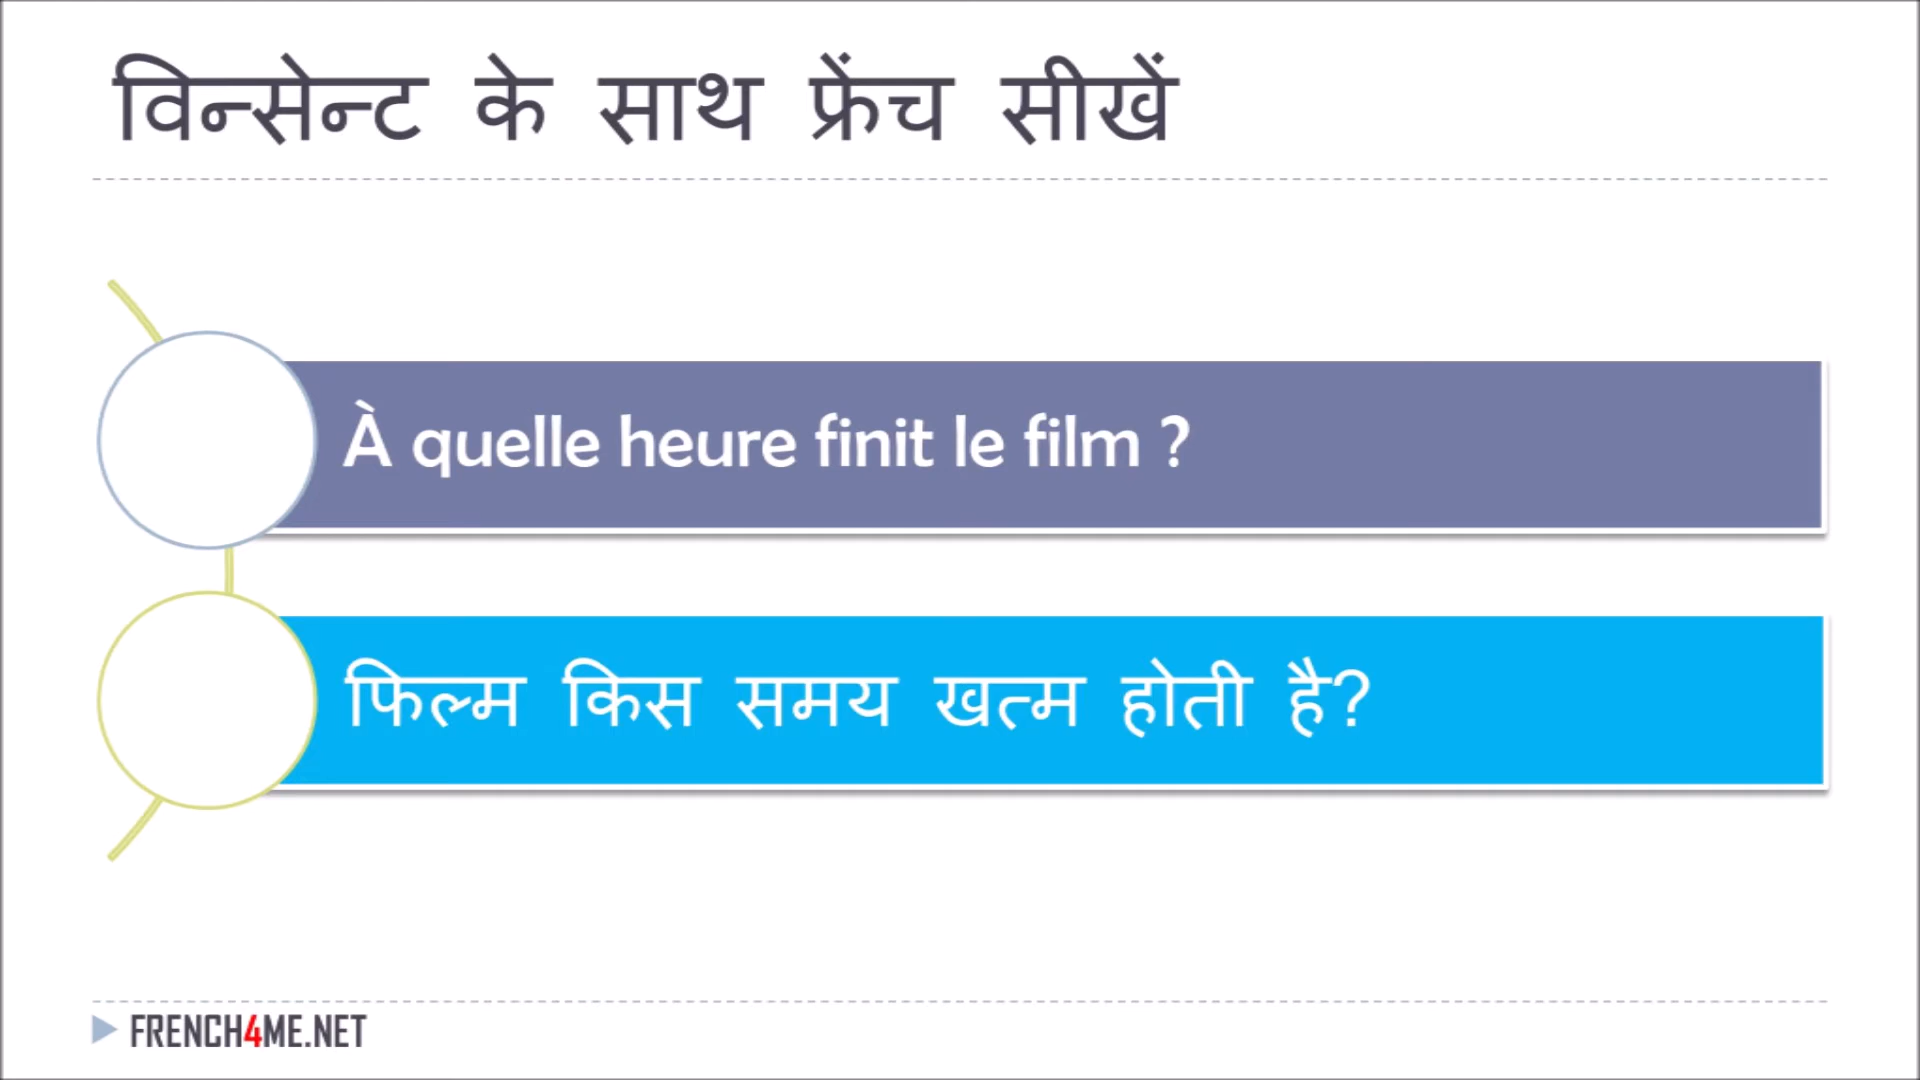 विन्सेन्ट के साथ फ्रेंच सीखें
À quelle heure finit le film ?
फिल्म किस समय खत्म होती है?
FRENCH4ME.NET